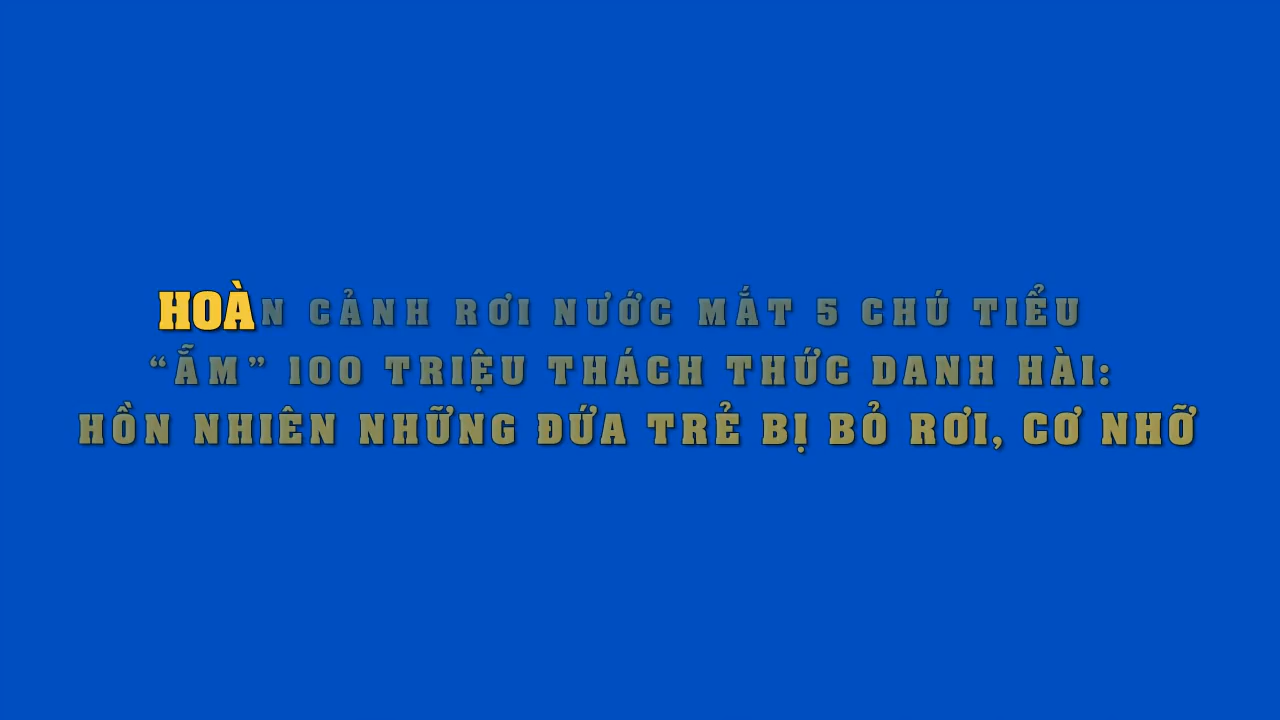 HOÀN CẢNH RƠI NƯỚC MẮT 5 CHÚ TIỂU
“ẴM” 100 TRIỆU THÁCH THỨC DANH HÀI:
HỒN NHIÊN NHỮNG ĐỨA TRẺ BỊ BỎ RƠI, CƠ NHỠ